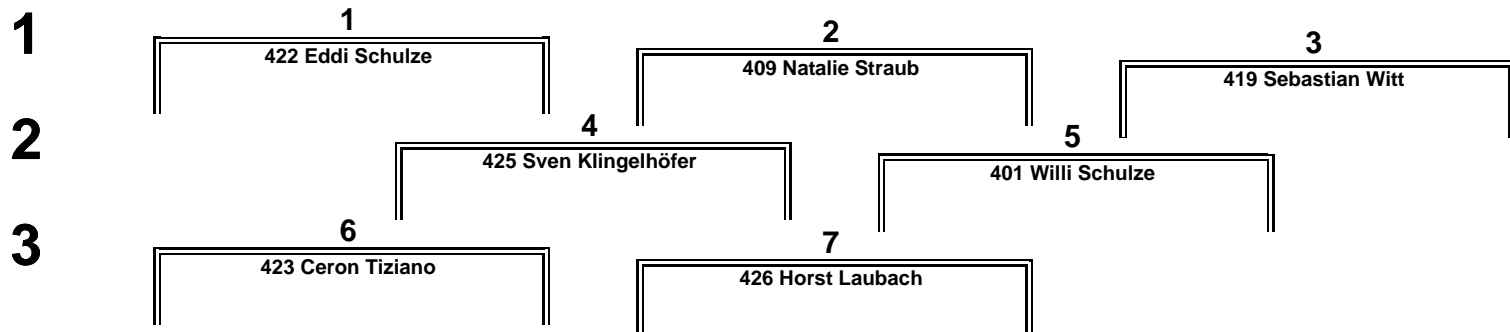 1
1 2 3
422 Eddi Schulze 409 Natalie Straub 419 Sebastian Witt
2
4 5
425 Sven Klingelhöfer 401 Willi Schulze
3
6 7
423 Ceron Tiziano 426 Horst Laubach